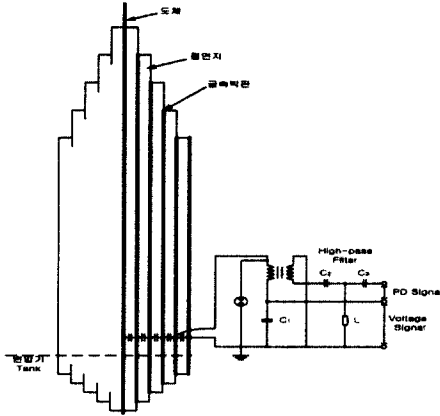 도체
절연지
금속박판
High-pass
Filter
C₂ C₃
PD Signal
Voltage
Signal
C₁ L
변압기
Tank